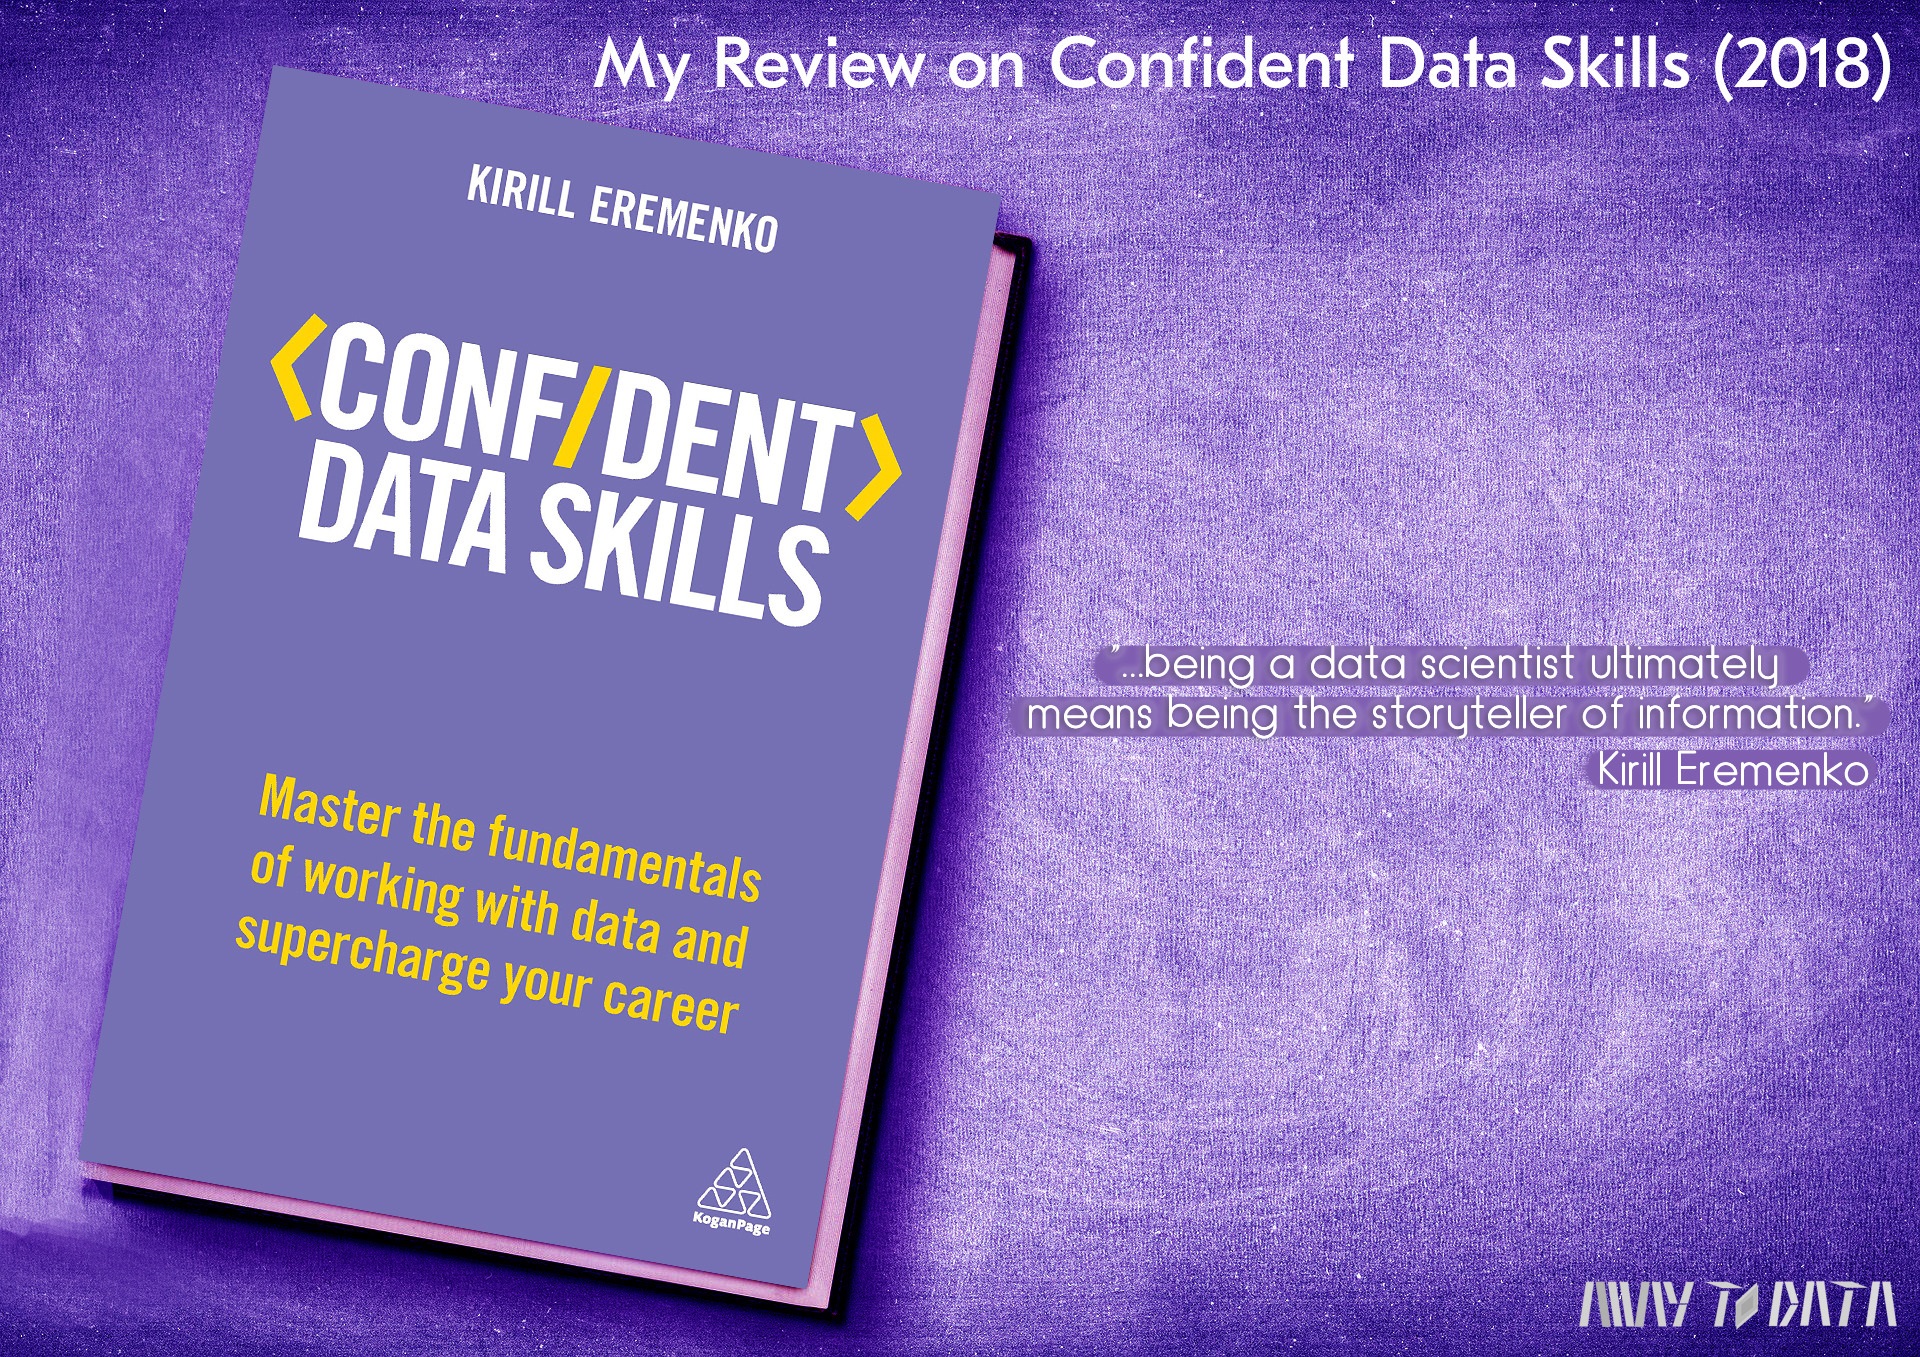 My Review on Confident Data Skills (2018)
KIRILL EREMENKO
<CONF/DENT>
DATA SKILLS
Master the fundamentals
of working with data and
supercharge your career
KoganPage
"...being a data scientist ultimately
means being the storyteller of information."
Kirill Eremenko
AWAY TO DATA